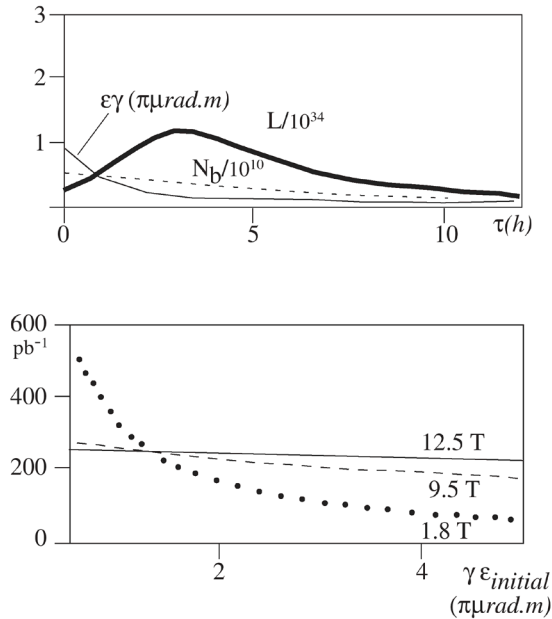 3
2
εγ (πμrad.m)
L/10³⁴
1
N_b/10¹⁰
0 5 10 τ(h)
600
pb⁻¹
400
12.5 T
200
9.5 T
0
1.8 T
2 4 γ ε_initial
(πμrad.m)